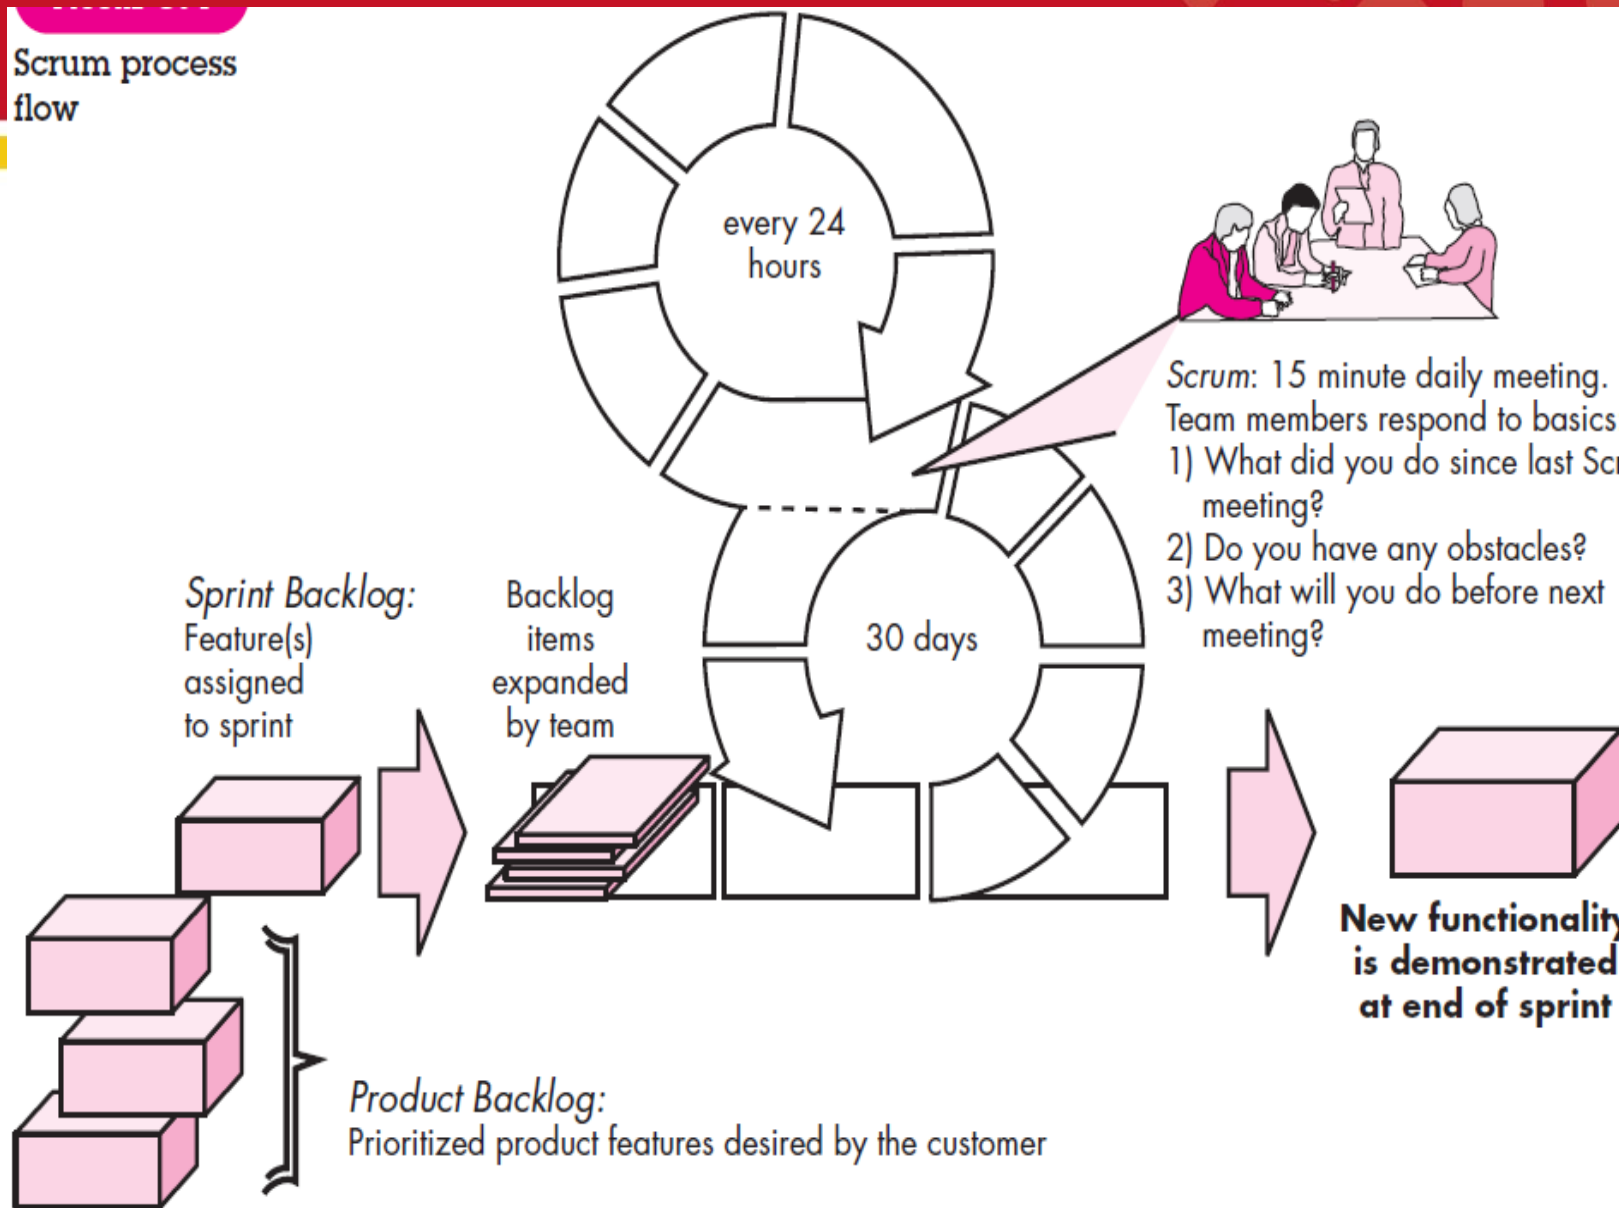 Scrum process
flow
every 24
hours
Scrum: 15 minute daily meeting.
Team members respond to basics
1) What did you do since last
meeting?
2) Do you have any obstacles?
3) What will you do before next
meeting?
Sprint Backlog:
Feature(s)
assigned
to sprint
Backlog
items
expanded
by team
30 days
New functionality
is demonstrated
at end of sprint
Product Backlog:
Prioritized product features desired by the customer